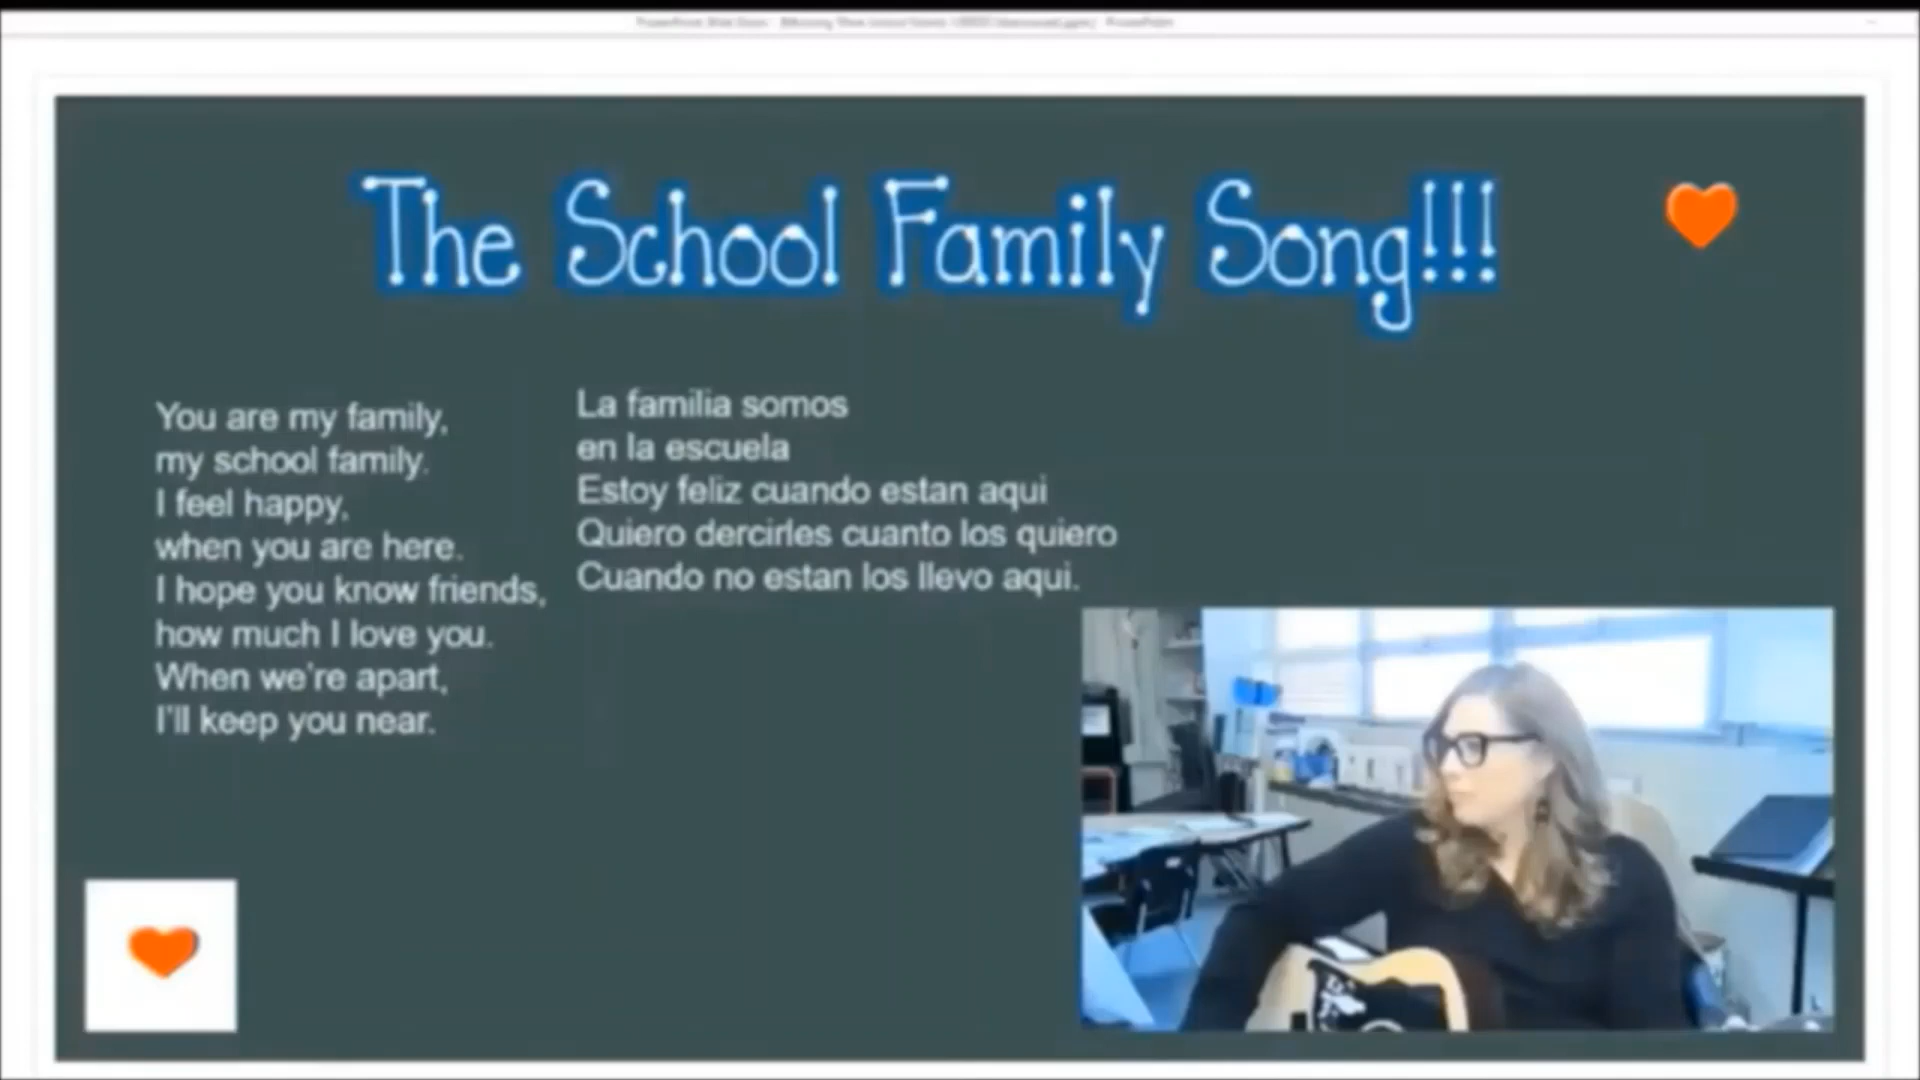 The School Family Song!!!
You are my family,
my school family.
I feel happy,
when you are here.
I hope you know friends,
how much I love you.
When we're apart,
I'll keep you near.
La familia somos
en la escuela
Estoy feliz cuando estan aqui
Quiero dercirles cuanto los quiero
Cuando no estan los llevo aqui.